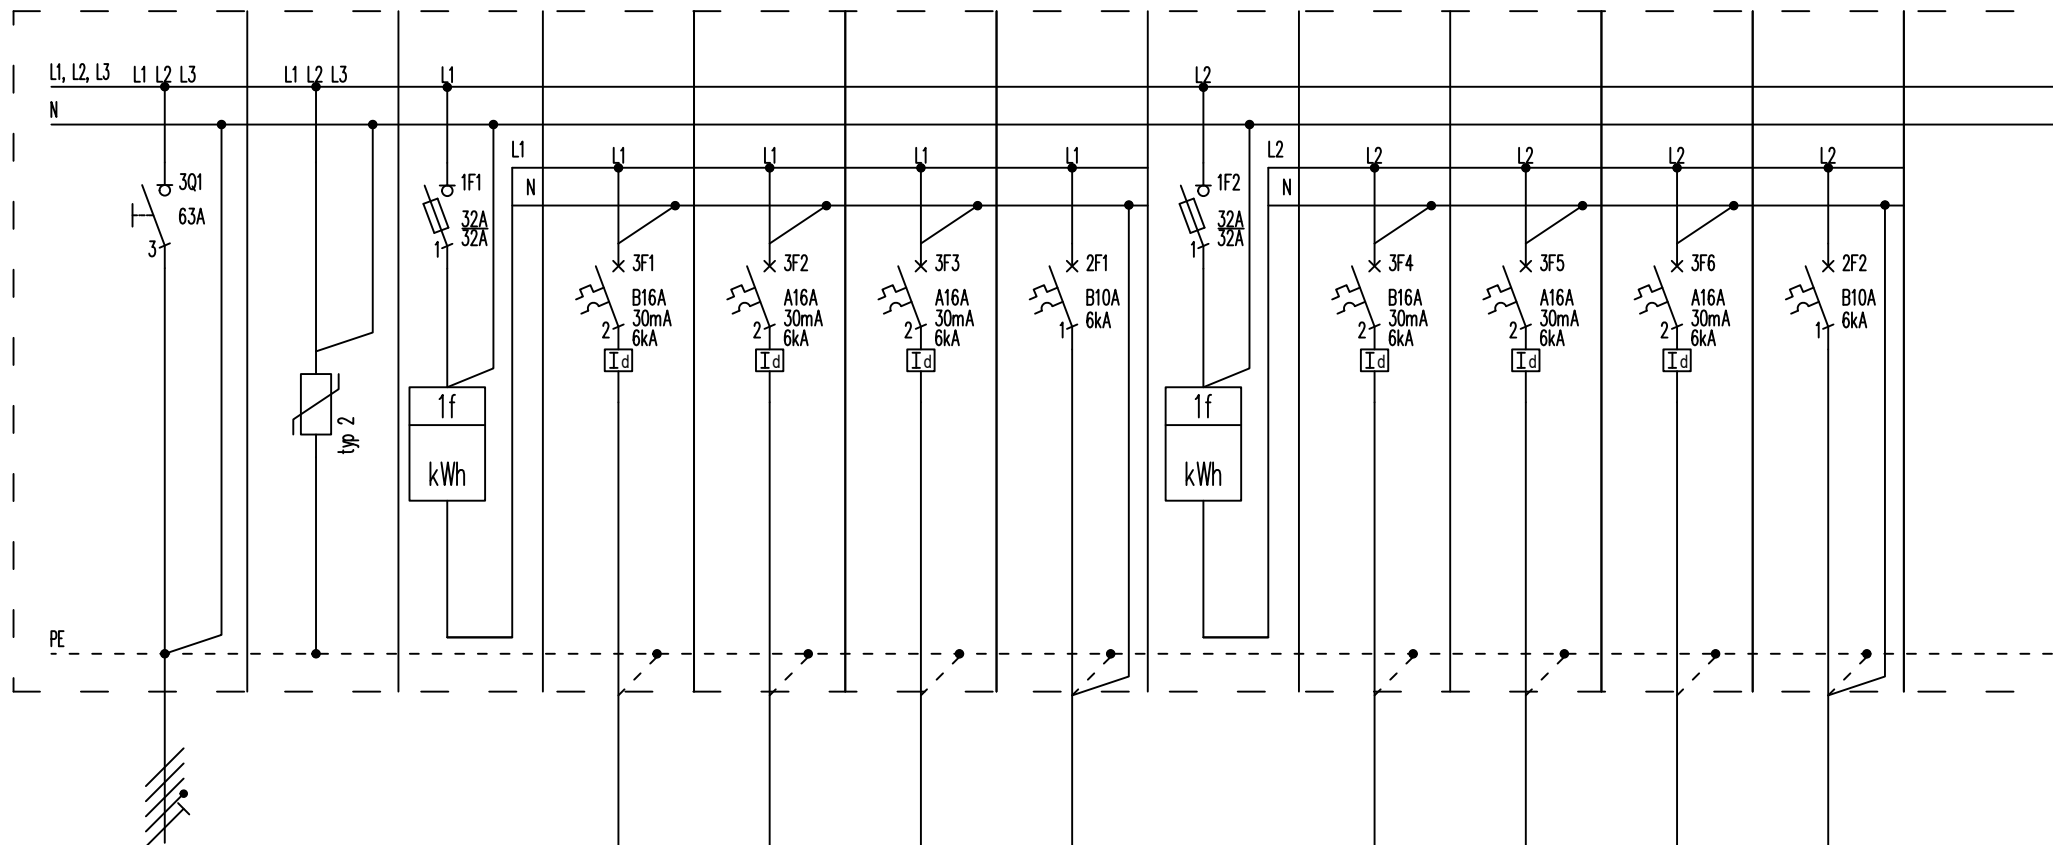 L1, L2, L3
L1 L2 L3
L1 L2 L3
L1
L2
N
L1
L1
L1
L1
L1
L2
L2
L2
L2
L2
N
N
3Q1
63A
3
1F1
32A
32A
1
1F2
32A
32A
1
3F1
B16A
30mA
6kA
2
Id
3F2
A16A
30mA
6kA
2
Id
3F3
A16A
30mA
6kA
2
Id
2F1
B10A
6kA
1
3F4
B16A
30mA
6kA
2
Id
3F5
A16A
30mA
6kA
2
Id
3F6
A16A
30mA
6kA
2
Id
2F2
B10A
6kA
1
typ 2
1f
kWh
1f
kWh
PE